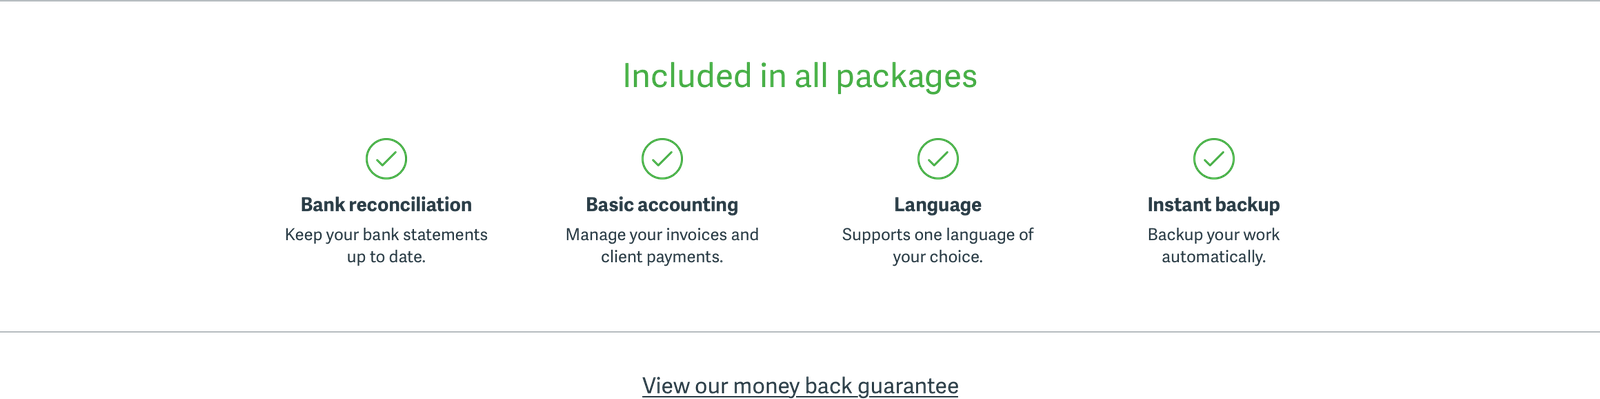 Included in all packages
Bank reconciliation
Keep your bank statements
up to date.
Basic accounting
Manage your invoices and
client payments.
Language
Supports one language of
your choice.
Instant backup
Backup your work
automatically.
View our money back guarantee